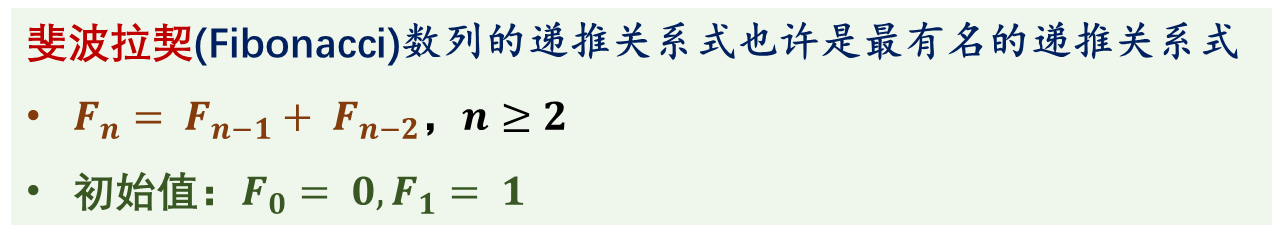 斐波拉契(Fibonacci)数列的递推关系式也许是最有名的递推关系式
• Fₙ = Fₙ₋₁ + Fₙ₋₂，n ≥ 2
• 初始值：F₀ = 0, F₁ = 1